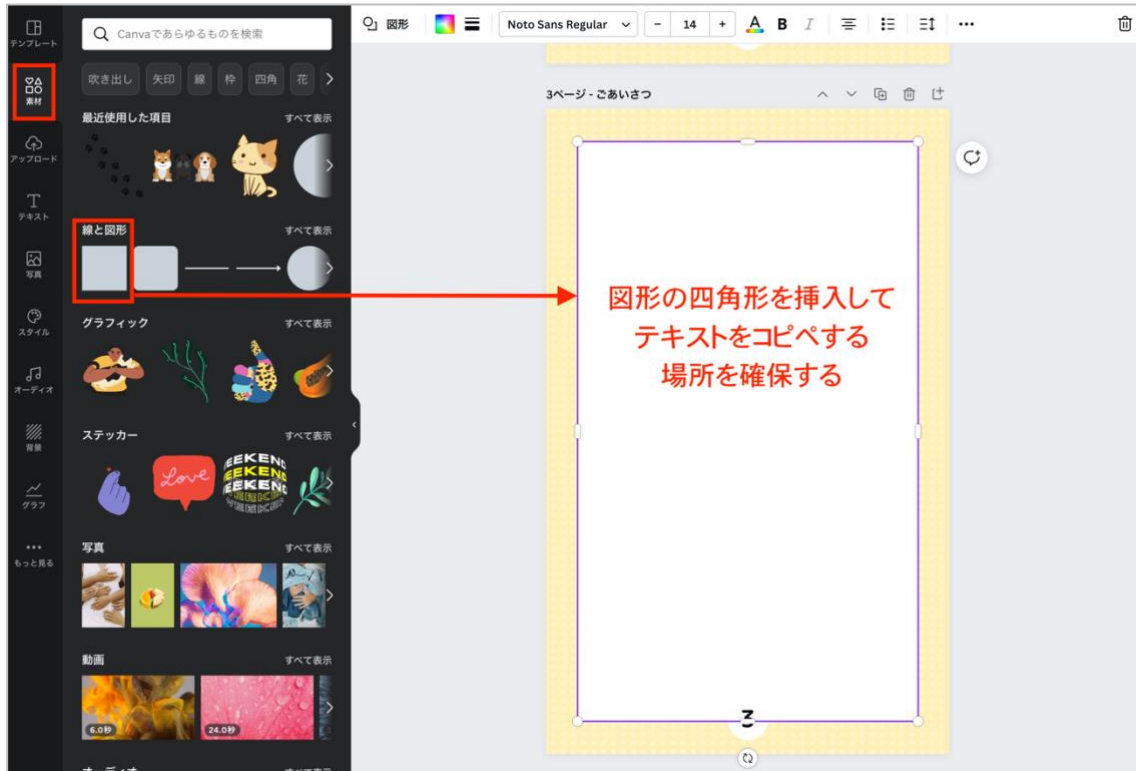 テンプレート
素材
アップロード
テキスト
写真
スタイル
オーディオ
背景
グラフ
もっと見る
Canvaであらゆるものを検索
吹き出し 矢印 線 枠 四角 花
最近使用した項目 すべて表示
線と図形 すべて表示
グラフィック すべて表示
ステッカー すべて表示
Love
EEKEND
EEKEND
EEKEND
写真 すべて表示
動画 すべて表示
6.0秒 24.0秒
図形 Noto Sans Regular - 14 + A B I
3ページ - ごあいさつ
図形の四角形を挿入して
テキストをコピペする
場所を確保する
3